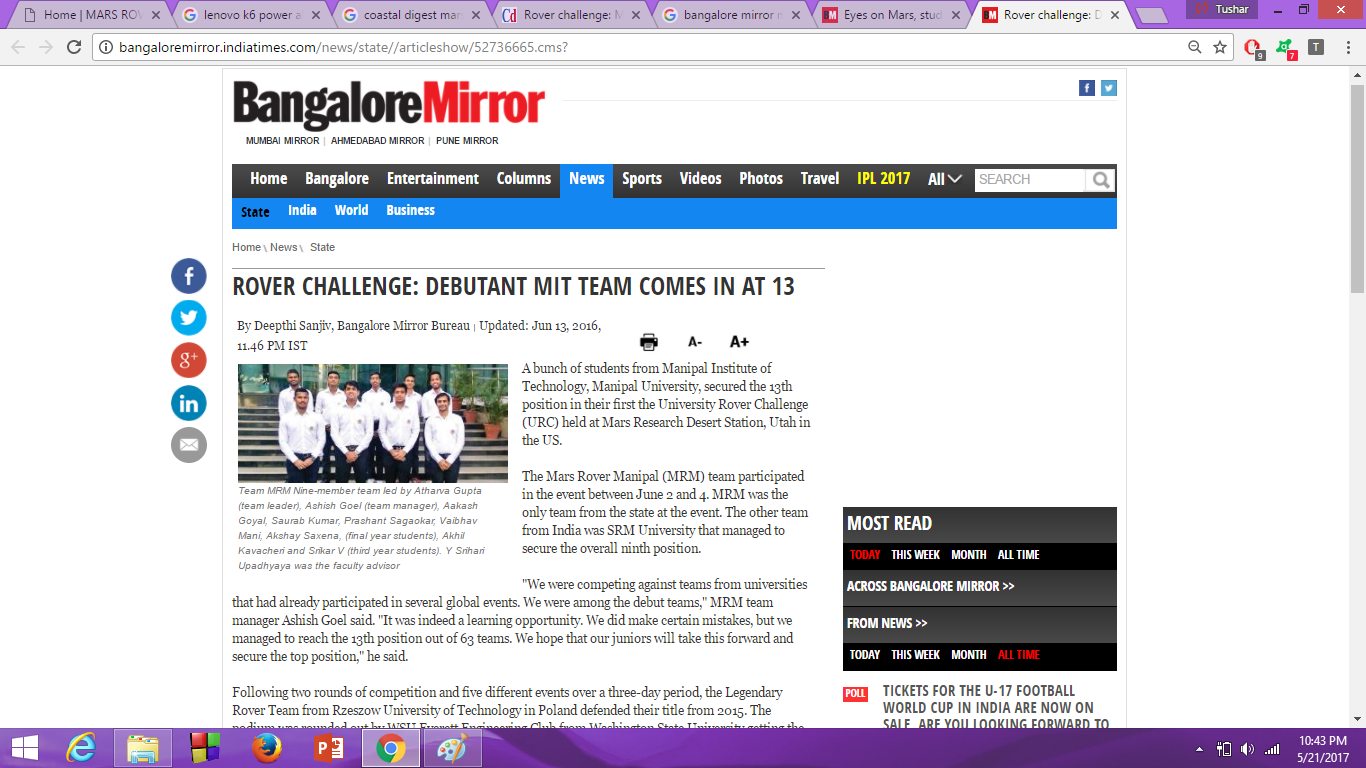 Home | MARS ROV
lenovo k6 power a
coastal digest mar
Rover challenge: M
bangalore mirror m
Eyes on Mars, stud
Rover challenge: D
Tushar
bangaloremirror.indiatimes.com/news/state//articleshow/52736665.cms?
9
7
T
BangaloreMirror
MUMBAI MIRROR | AHMEDABAD MIRROR | PUNE MIRROR
Home Bangalore Entertainment Columns News Sports Videos Photos Travel IPL 2017 All SEARCH
State India World Business
Home \ News \ State
ROVER CHALLENGE: DEBUTANT MIT TEAM COMES IN AT 13
By Deepthi Sanjiv, Bangalore Mirror Bureau | Updated: Jun 13, 2016,
11.46 PM IST
A- A+
Team MRM Nine-member team led by Atharva Gupta
(team leader), Ashish Goel (team manager), Aakash
Goyal, Saurab Kumar, Prashant Sagaokar, Vaibhav
Mani, Akshay Saxena, (final year students), Akhil
Kavacheri and Srikar V (third year students). Y Srihari
Upadhyaya was the faculty advisor
A bunch of students from Manipal Institute of
Technology, Manipal University, secured the 13th
position in their first the University Rover Challenge
(URC) held at Mars Research Desert Station, Utah in
the US.
The Mars Rover Manipal (MRM) team participated
in the event between June 2 and 4. MRM was the
only team from the state at the event. The other team
from India was SRM University that managed to
secure the overall ninth position.
"We were competing against teams from universities
that had already participated in several global events. We were among the debut teams," MRM team
manager Ashish Goel said. "It was indeed a learning opportunity. We did make certain mistakes, but we
managed to reach the 13th position out of 63 teams. We hope that our juniors will take this forward and
secure the top position," he said.
Following two rounds of competition and five different events over a three-day period, the Legendary
Rover Team from Rzeszow University of Technology in Poland defended their title from 2015. The
podium was rounded out by WSU Everett Engineering Club from Washington State University getting the
MOST READ
TODAY THIS WEEK MONTH ALL TIME
ACROSS BANGALORE MIRROR >>
FROM NEWS >>
TODAY THIS WEEK MONTH ALL TIME
POLL
TICKETS FOR THE U-17 FOOTBALL
WORLD CUP IN INDIA ARE NOW ON
SALE. ARE YOU LOOKING FORWARD TO
10:43 PM
5/21/2017